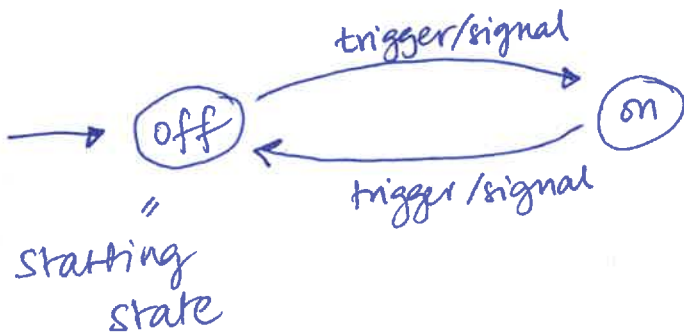 trigger/signal
off
on
trigger/signal
"
starting
state